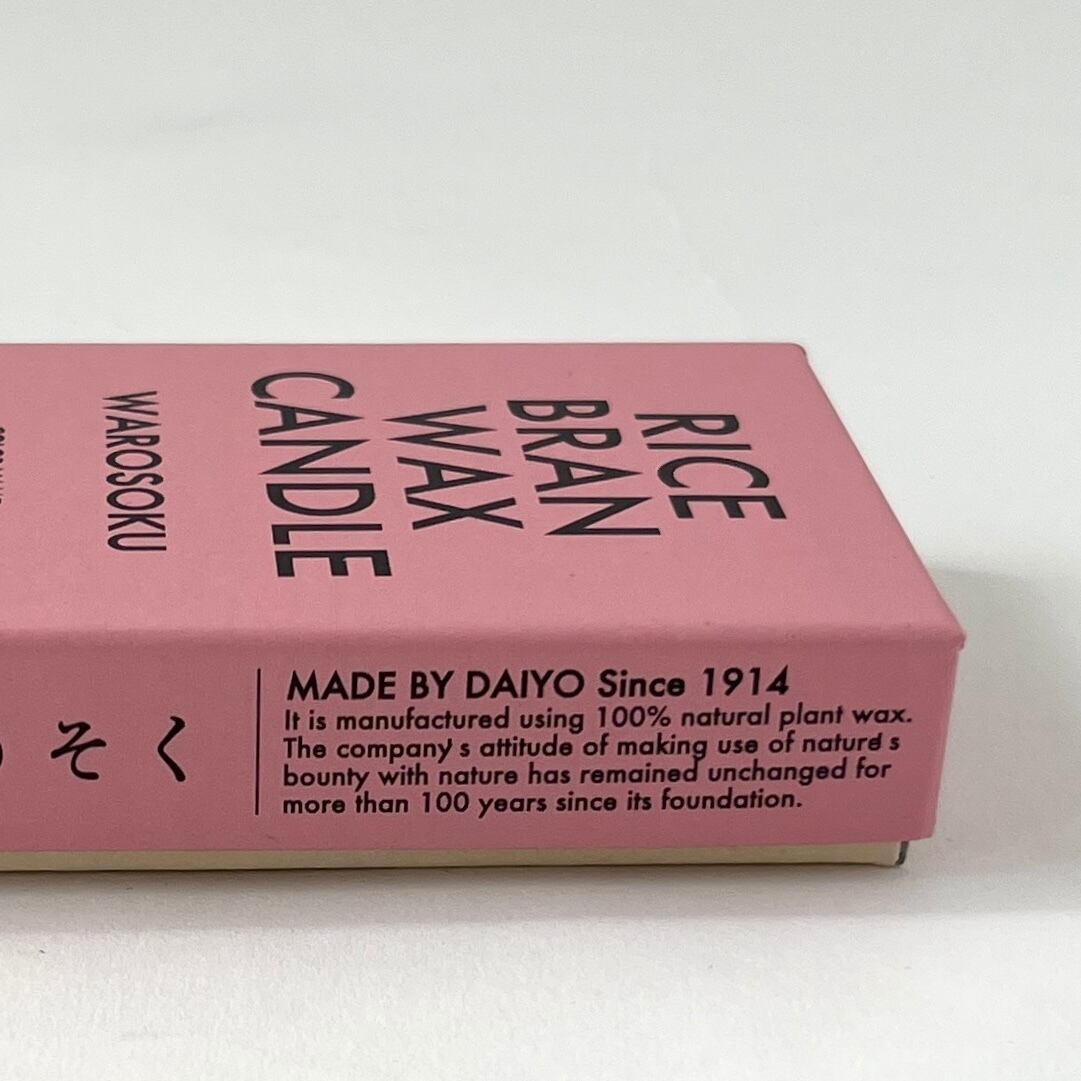 RICE
BRAN
WAX
CANDLE
WAROSOKU
そく
MADE BY DAIYO Since 1914
It is manufactured using 100% natural plant wax.
The company s attitude of making use of nature s
bounty with nature has remained unchanged for
more than 100 years since its foundation.